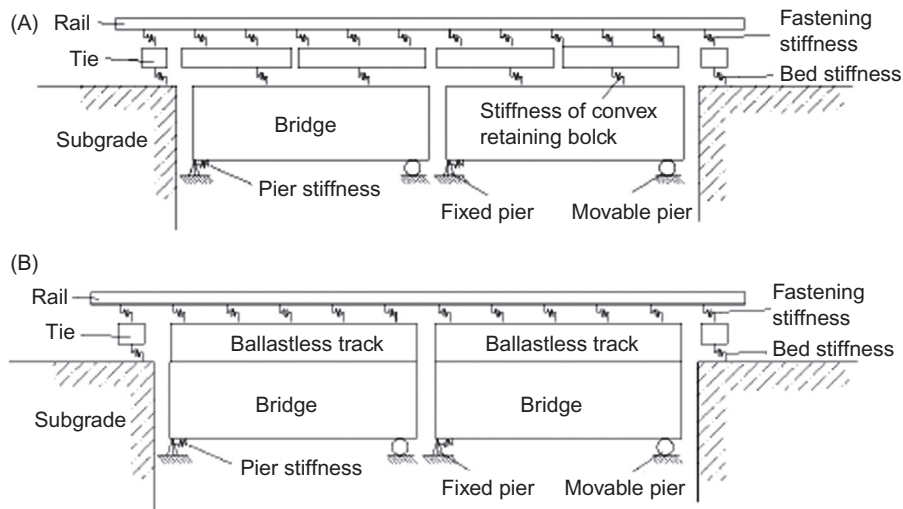 (A)
Rail
Fastening
stiffness
Tie
Bed stiffness
Subgrade
Bridge
Stiffness of convex
retaining bolck
Pier stiffness
Fixed pier
Movable pier
(B)
Rail
Fastening
stiffness
Tie
Ballastless track
Ballastless track
Bed stiffness
Subgrade
Bridge
Bridge
Pier stiffness
Fixed pier
Movable pier